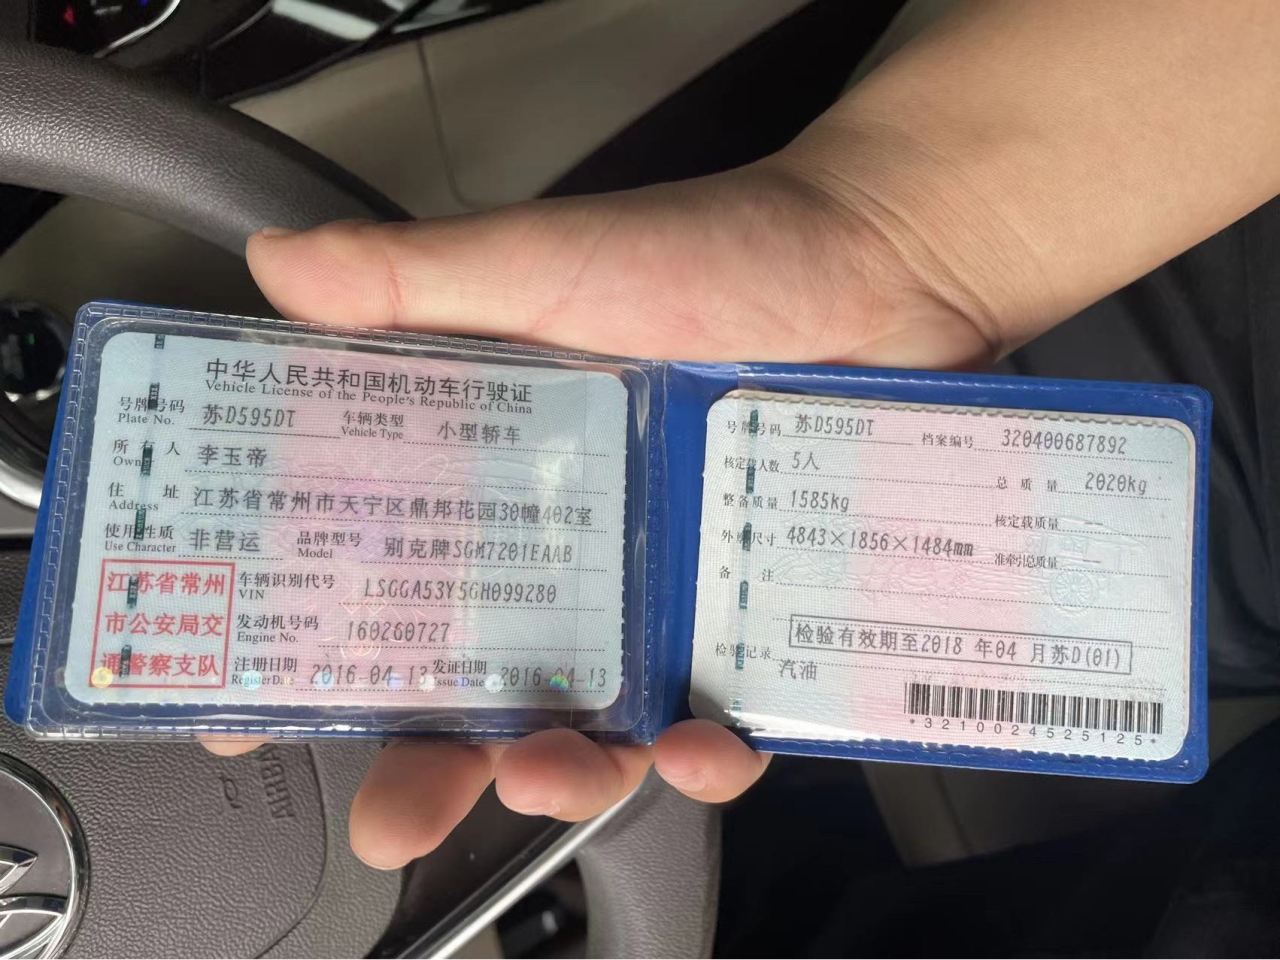 中华人民共和国机动车行驶证
Vehicle License of the People's Republic of China
号牌号码 苏D595DT 车辆类型 小型轿车
Plate No. Vehicle Type
所有人 李玉帝
Owner
住址 江苏省常州市天宁区鼎邦花园30幢402室
Address
使用性质 非营运 品牌型号 别克牌SGM7201EAAB
Use Character Model
江苏省常州
市公安局交
通警察支队
车辆识别代号 LSGGA53Y5GH099280
VIN
发动机号码 160260727
Engine No.
注册日期 2016-04-13 发证日期 2016-04-13
Register Date Issue Date
号牌号码 苏D595DT 档案编号 320400687892
核定载人数 5人 总质量 2020kg
整备质量 1585kg 核定载质量 --
外廓尺寸 4843×1856×1484mm 准牵引总质量 --
备注
检验有效期至2018 年04 月苏D(01)
检验记录
汽油
*3210024525125*
AIRBA